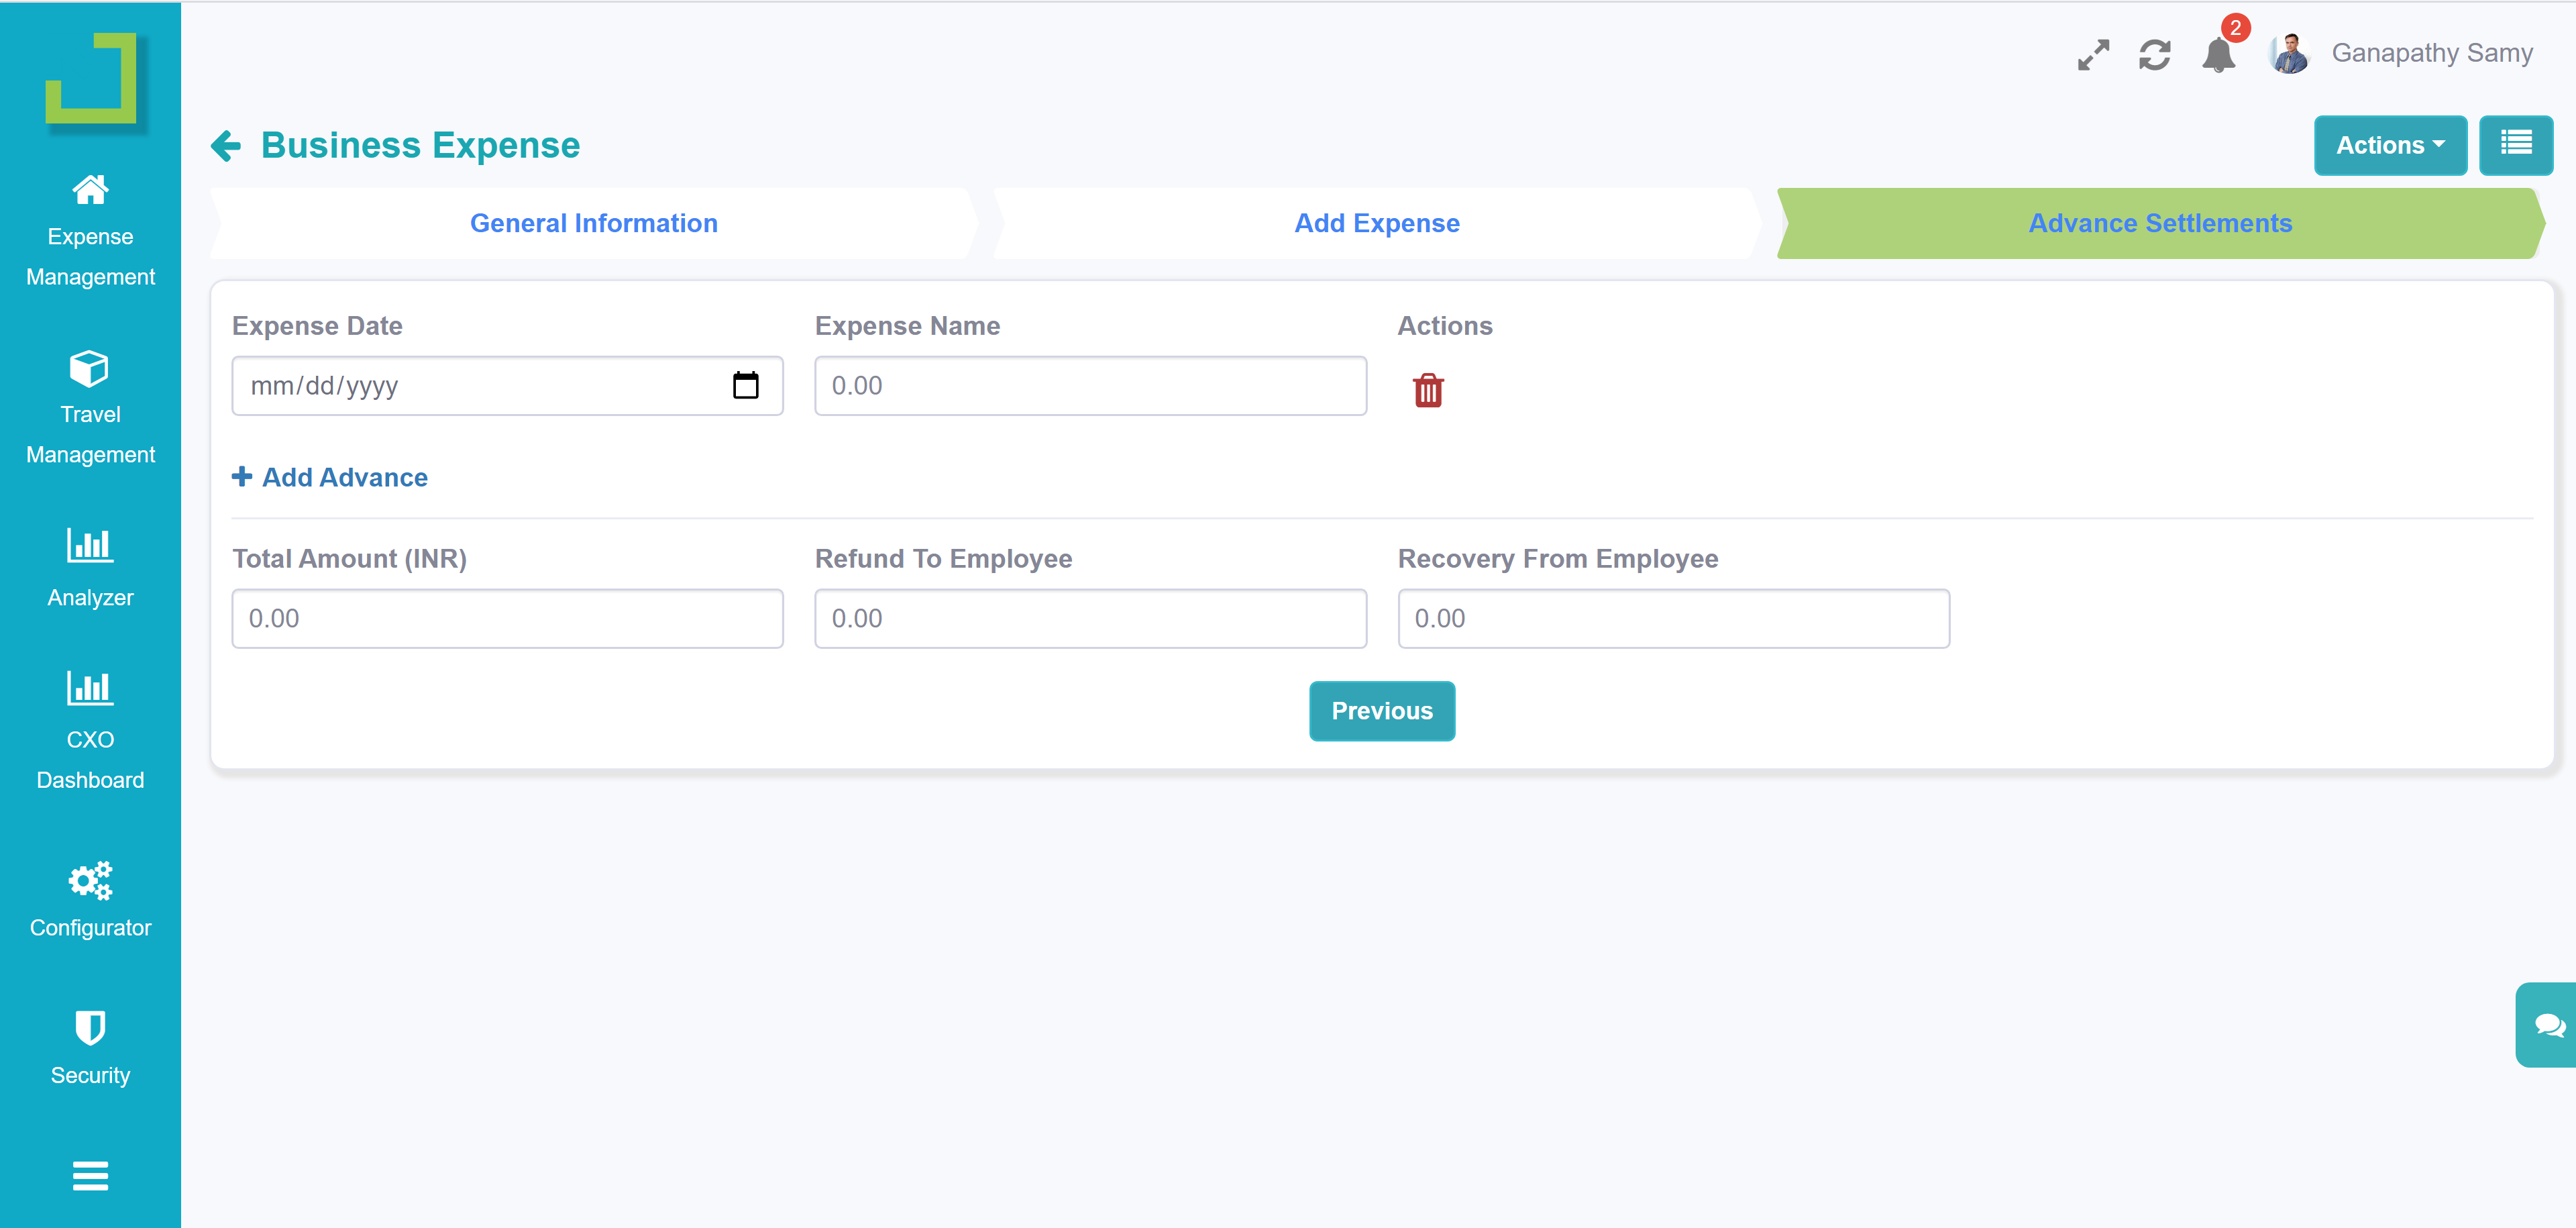 2
Ganapathy Samy
Business Expense
Actions
General Information
Add Expense
Advance Settlements
Expense
Management
Travel
Management
Analyzer
CXO
Dashboard
Configurator
Security
Expense Date
Expense Name
Actions
mm/dd/yyyy
0.00
Add Advance
Total Amount (INR)
Refund To Employee
Recovery From Employee
0.00
0.00
0.00
Previous